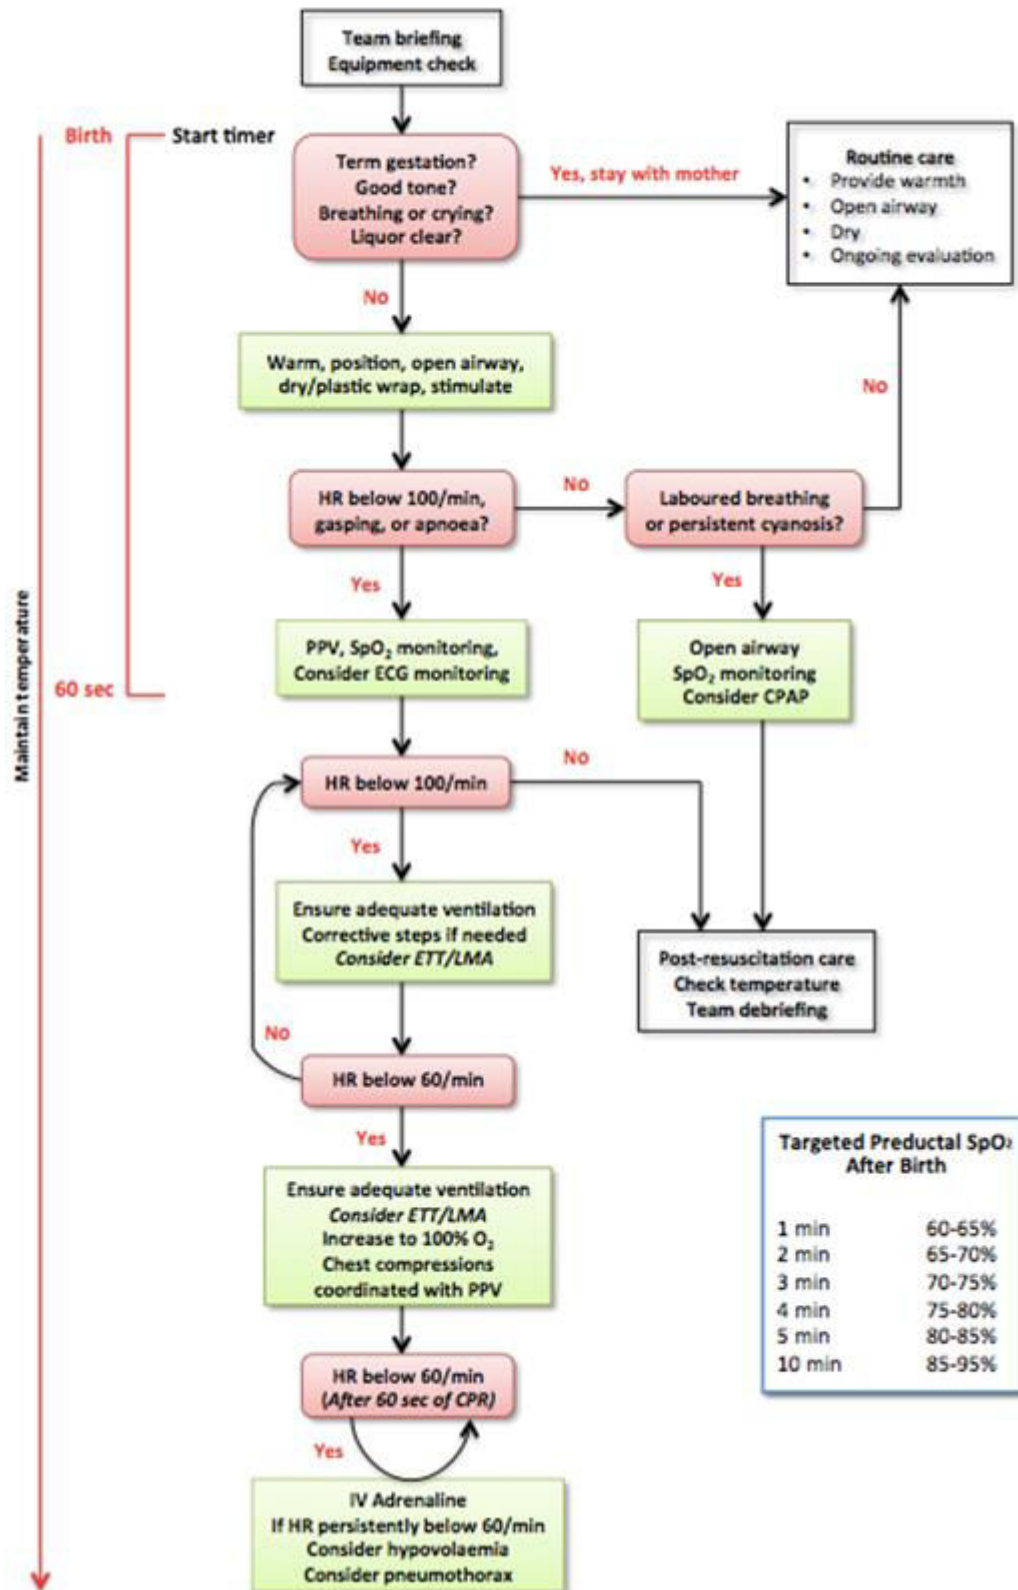 Team briefing
Equipment check
Birth
Start timer
Term gestation?
Good tone?
Breathing or crying?
Liquor clear?
Yes, stay with mother
Routine care
• Provide warmth
• Open airway
• Dry
• Ongoing evaluation
No
Warm, position, open airway,
dry/plastic wrap, stimulate
No
HR below 100/min,
gasping, or apnoea?
No
Laboured breathing
or persistent cyanosis?
Yes
Yes
PPV, SpO₂ monitoring,
Consider ECG monitoring
Open airway
SpO₂ monitoring
Consider CPAP
60 sec
Maintain temperature
HR below 100/min
No
Yes
Ensure adequate ventilation
Corrective steps if needed
Consider ETT/LMA
Post-resuscitation care
Check temperature
Team debriefing
No
HR below 60/min
Yes
Ensure adequate ventilation
Consider ETT/LMA
Increase to 100% O₂
Chest compressions
coordinated with PPV
HR below 60/min
(After 60 sec of CPR)
Yes
IV Adrenaline
If HR persistently below 60/min
Consider hypovolaemia
Consider pneumothorax
Targeted Preductal SpO₂
After Birth
1 min 60-65%
2 min 65-70%
3 min 70-75%
4 min 75-80%
5 min 80-85%
10 min 85-95%